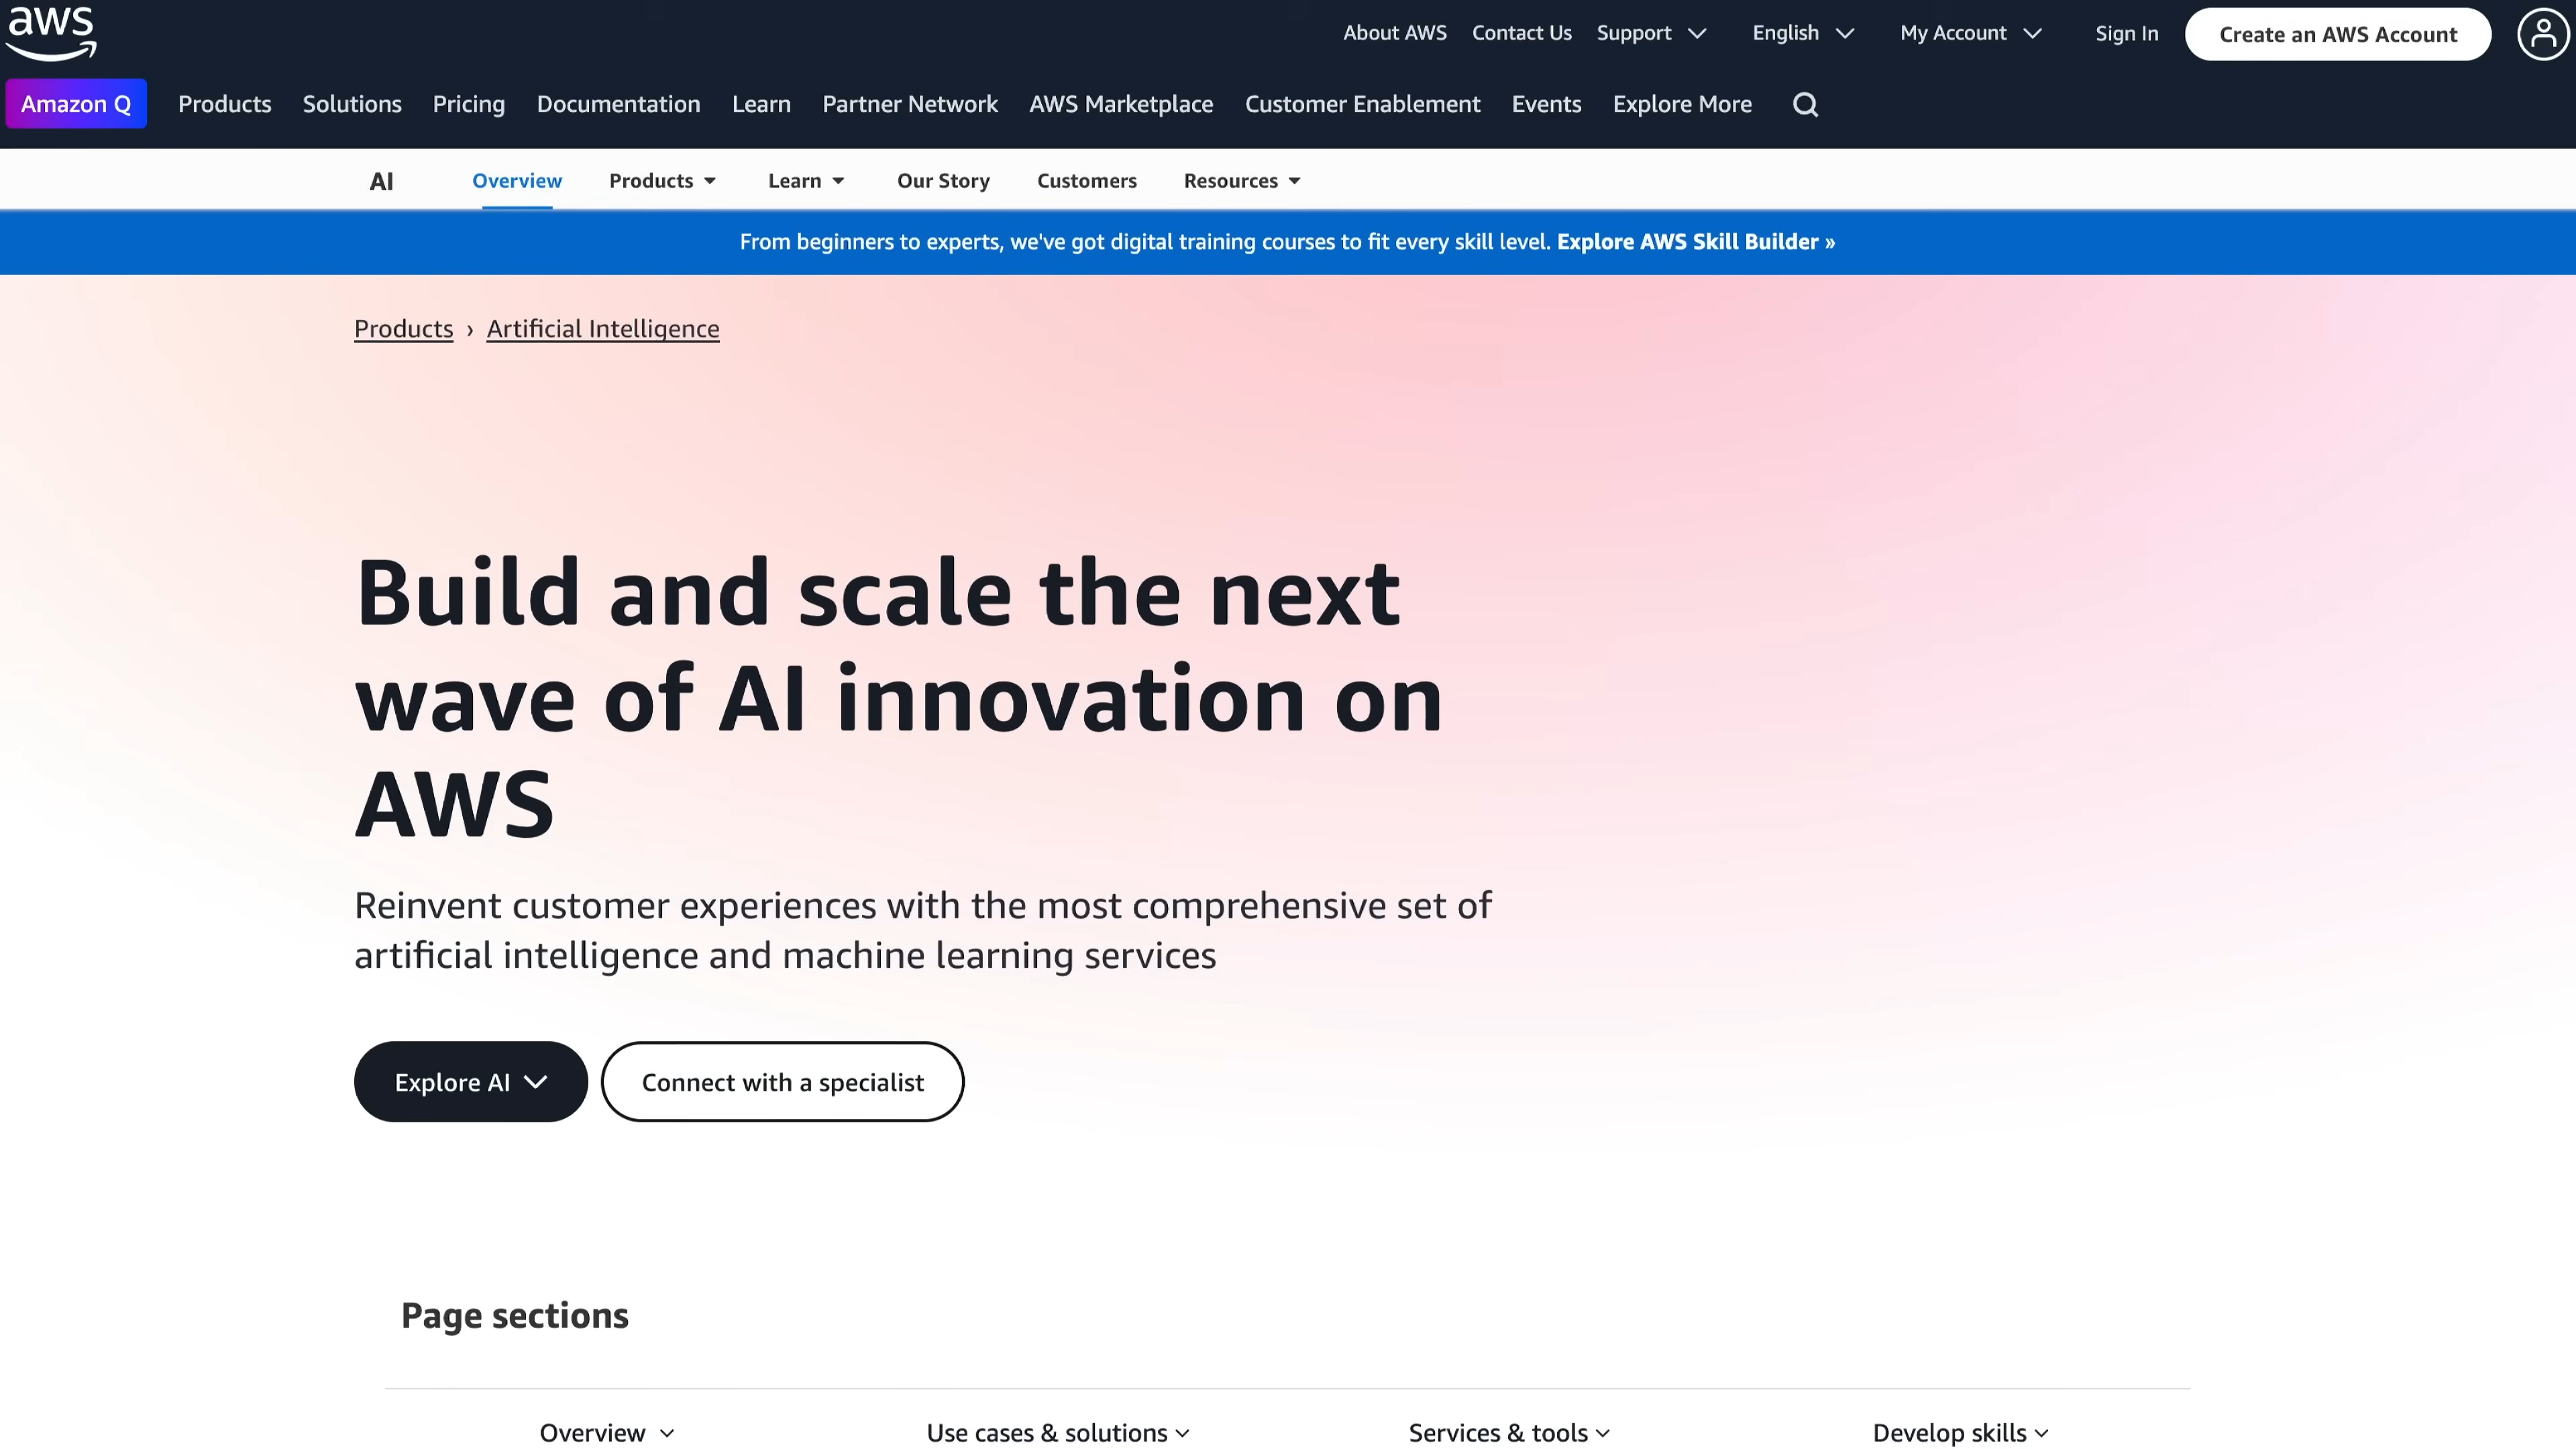 aws
About AWS Contact Us Support English My Account Sign In Create an AWS Account
Amazon Q Products Solutions Pricing Documentation Learn Partner Network AWS Marketplace Customer Enablement Events Explore More
AI Overview Products Learn Our Story Customers Resources
From beginners to experts, we've got digital training courses to fit every skill level. Explore AWS Skill Builder »
Products › Artificial Intelligence
Build and scale the next
wave of AI innovation on
AWS
Reinvent customer experiences with the most comprehensive set of
artificial intelligence and machine learning services
Explore AI Connect with a specialist
Page sections
Overview Use cases & solutions Services & tools Develop skills